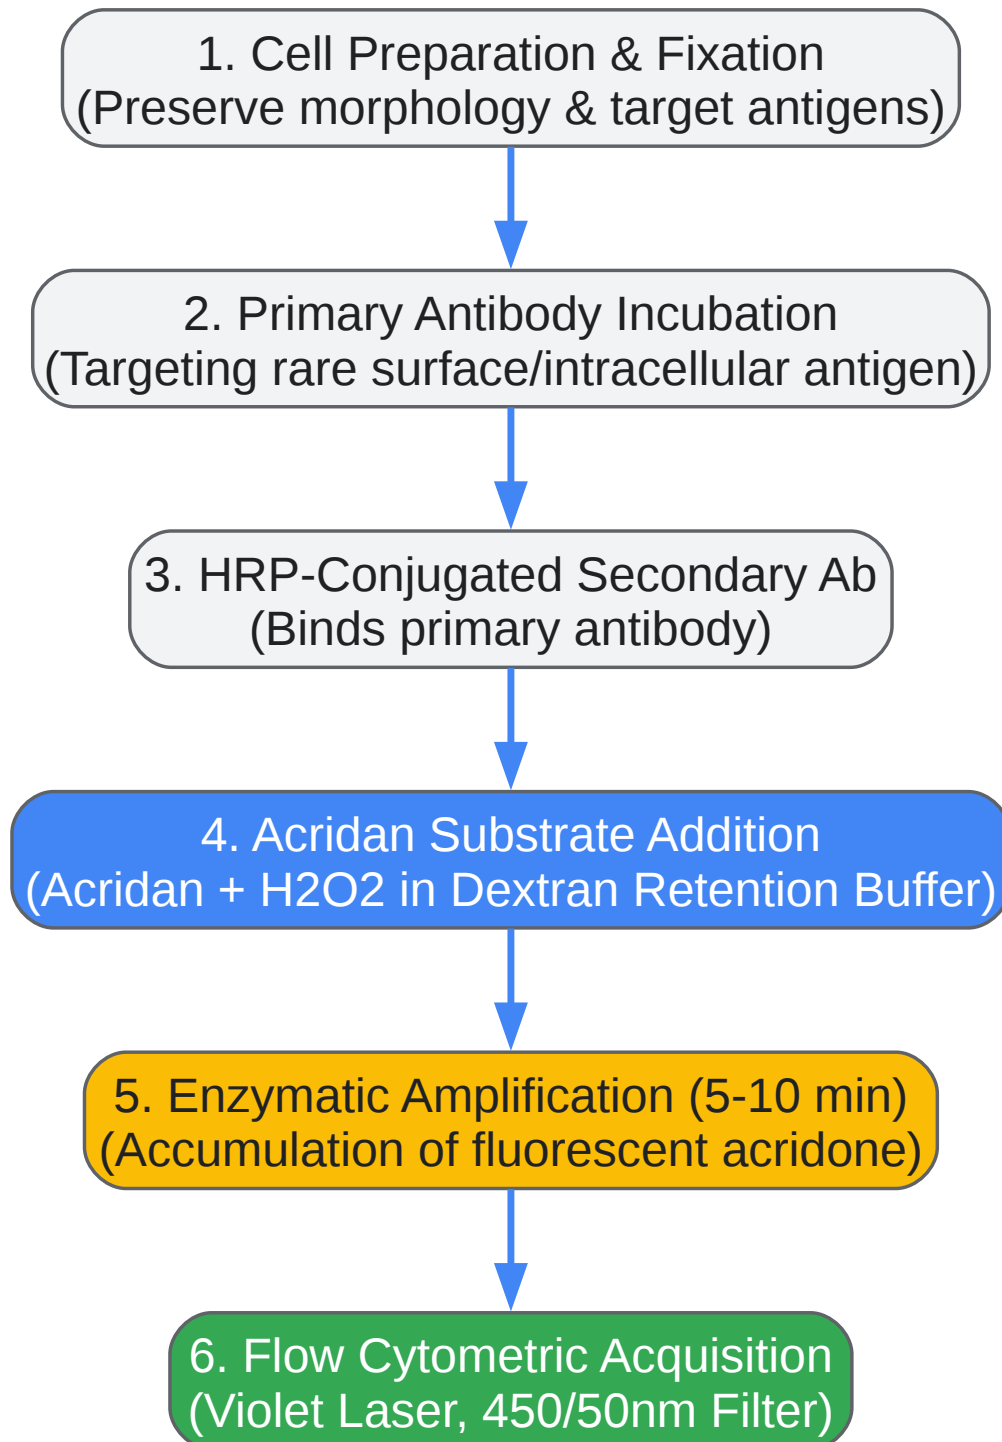 1. Cell Preparation & Fixation
(Preserve morphology & target antigens)
2. Primary Antibody Incubation
(Targeting rare surface/intracellular antigen)
3. HRP-Conjugated Secondary Ab
(Binds primary antibody)
4. Acridan Substrate Addition
(Acridan + H2O2 in Dextran Retention Buffer)
5. Enzymatic Amplification (5-10 min)
(Accumulation of fluorescent acridone)
6. Flow Cytometric Acquisition
(Violet Laser, 450/50nm Filter)